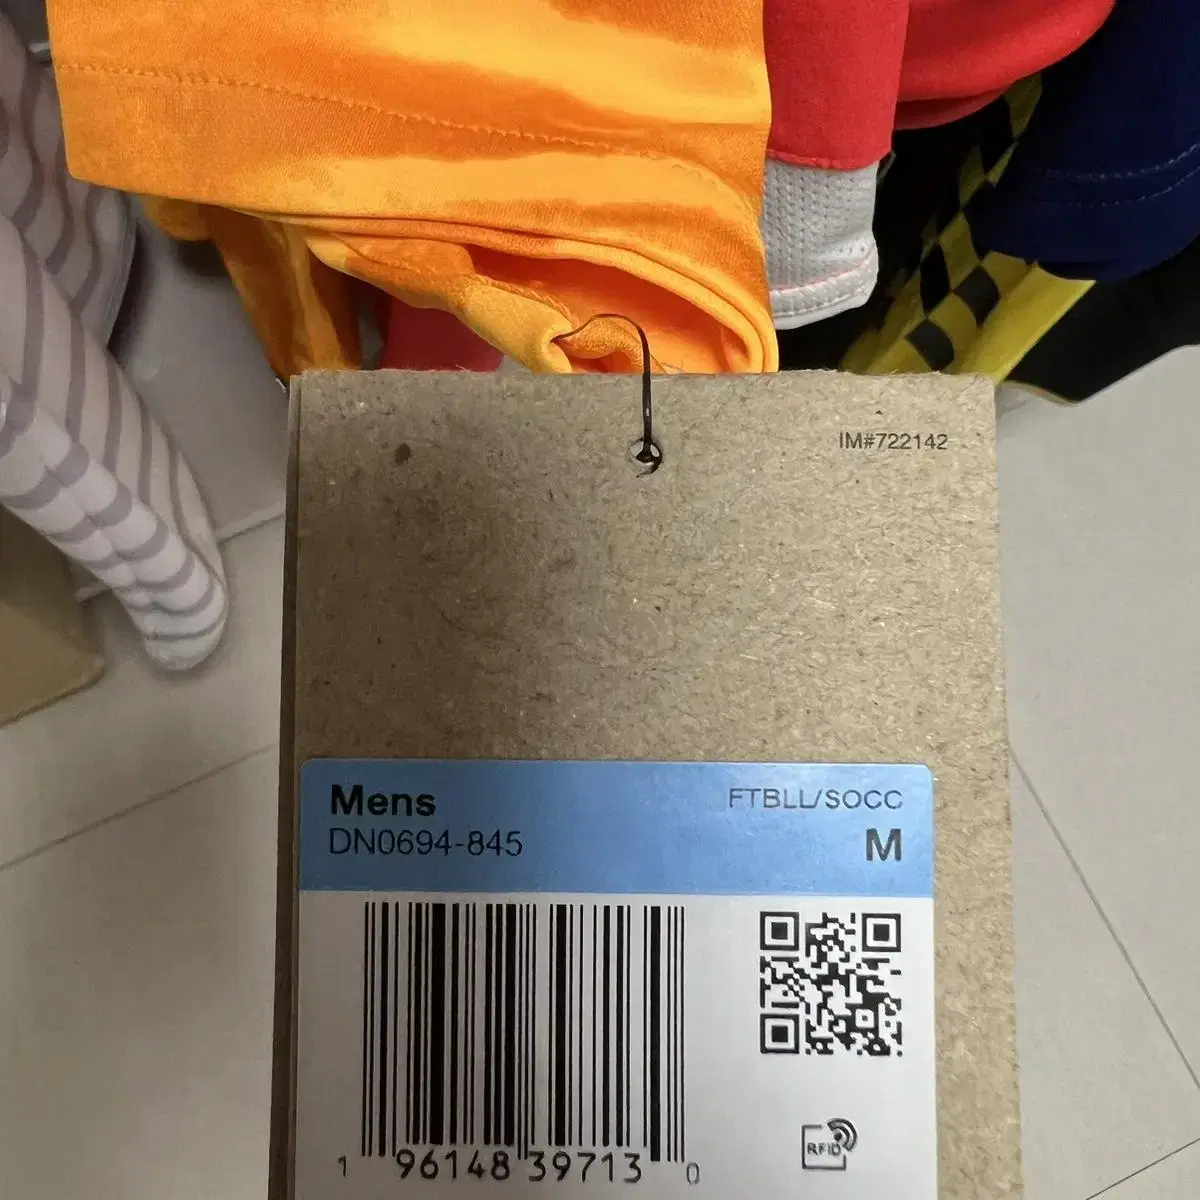 IM#722142
Mens
FTBLL/SOCC
DN0694-845
M
1 96148 39713 0
RFID